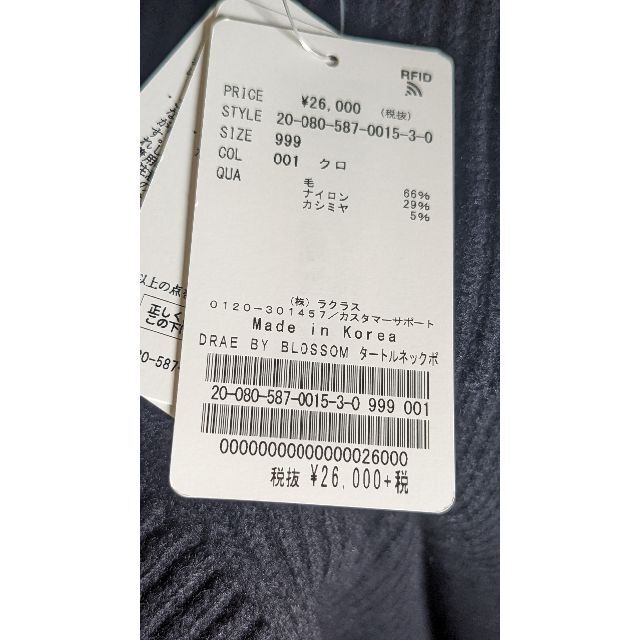 RFID
PRICE ¥26,000 (税抜)
STYLE 20-080-587-0015-3-0
SIZE 999
COL 001 クロ
QUA 毛 66%
ナイロン 29%
カシミヤ 5%
(株) ラクラス
0120-301457/カスタマーサポート
Made in Korea
DRAE BY BLOSSOM タートルネックポ
20-080-587-0015-3-0 999 001
00000000000000026000
税抜 ¥26,000+税
以上の点を
正しく
この下
20-587-